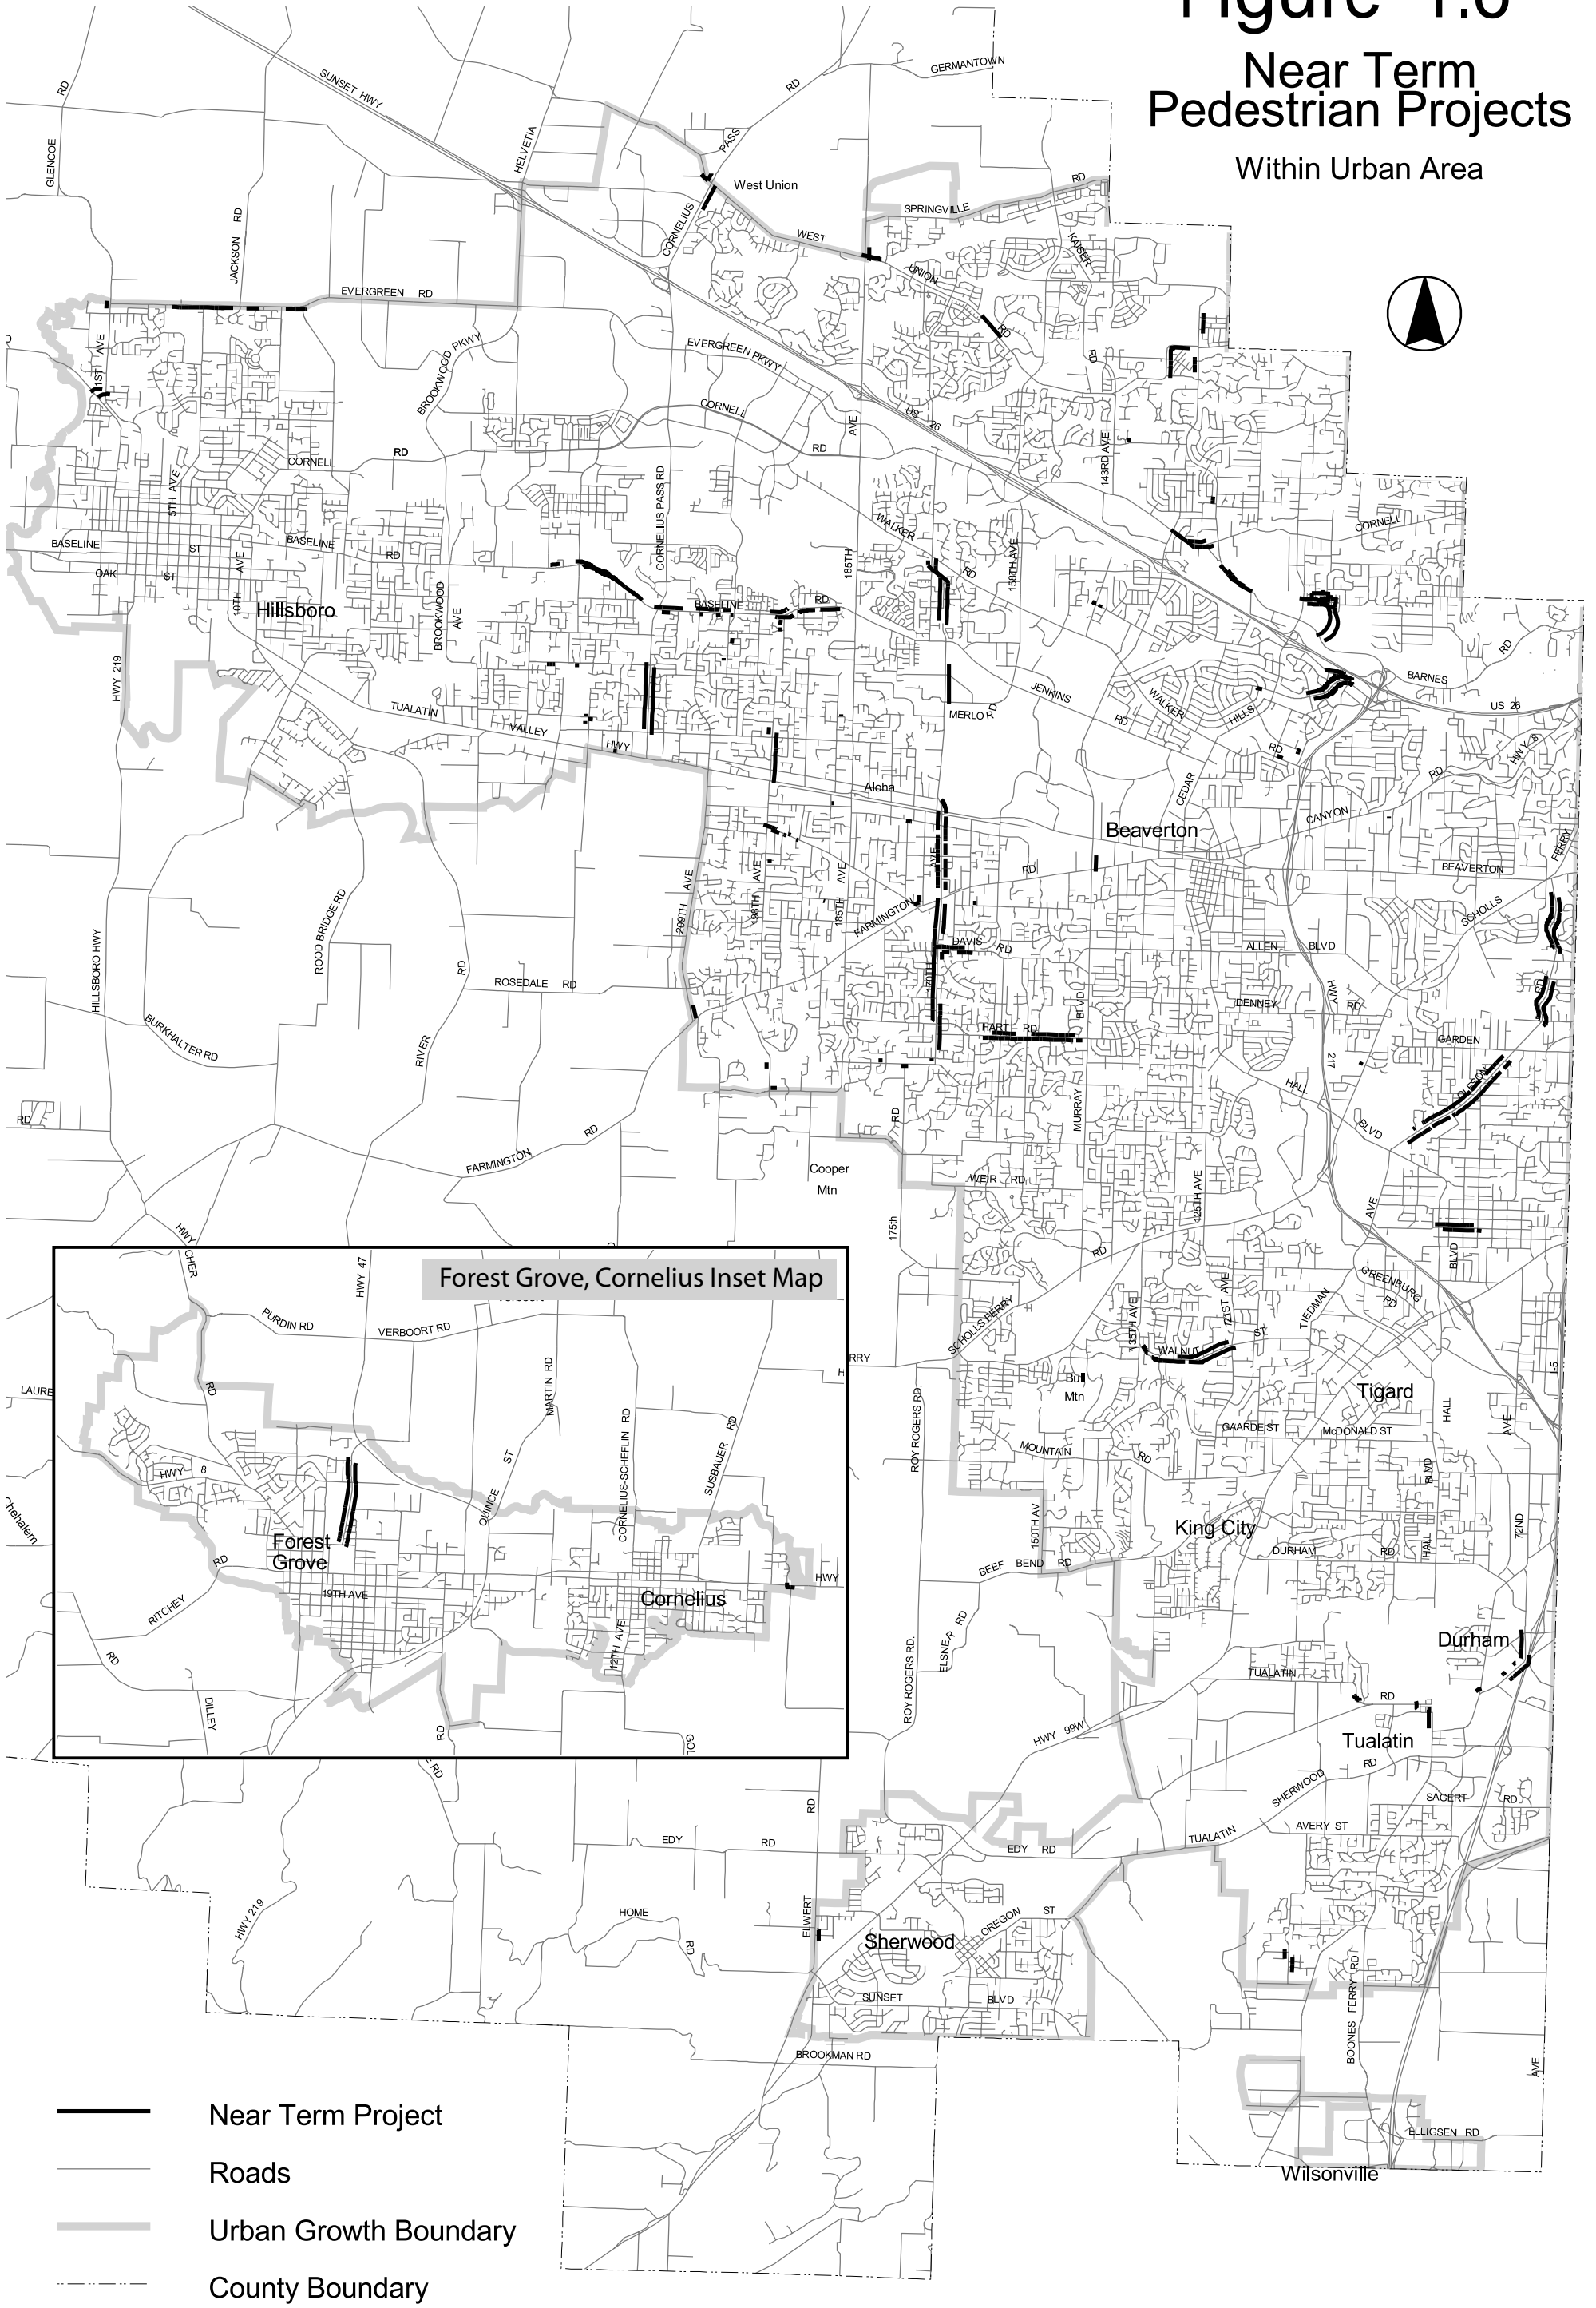 Near Term
Pedestrian Projects
Within Urban Area
GERMANTOWN
RD
SUNSET HWY
RD
GLENCOE
HELVETIA
PASS
West Union
CORNELIUS
WEST
SPRINGVILLE
RD
KAISER
UNION
RD
RD
JACKSON
RD
EVERGREEN RD
1ST AVE
BROOKWOOD PKWY
EVERGREEN PKWY
CORNELL
RD
AVE
US 26
143RD AVE
CORNELL
RD
5TH AVE
CORNELIUS PASS RD
WALKER
RD
185TH
158TH AVE
CORNELL
BASELINE
ST
BASELINE
RD
OAK
ST
10TH AVE
Hillsboro
BROOKWOOD
AVE
BASELINE
RD
HWY 219
TUALATIN
VALLEY
HWY
JENKINS
RD
MERLO RD
WALKER
HILLS
RD
CEDAR
BARNES
RD
US 26
HWY 8
RD
CANYON
Aloha
Beaverton
BEAVERTON
FERRY
SCHOLLS
209TH AVE
198TH AVE
185TH AVE
AVE
RD
FARMINGTON
DAVIS
RD
170TH
HART RD
BLVD
MURRAY
ALLEN
BLVD
DENNEY
RD
HWY
217
RD
GARDEN
OLESON
HALL
BLVD
HILLSBORO HWY
ROOD BRIDGE RD
RD
RIVER
ROSEDALE RD
BURKHALTER RD
RD
FARMINGTON
RD
Cooper
Mtn
RD
175th
WEIR RD
125TH AVE
AVE
BLVD
RD
SCHOLLS FERRY
GREENBURG
RD
TIEDMAN
135TH AVE
121ST AVE
WALNUT
ST
Bull
Mtn
Tigard
I-5
HALL
AVE
GAARDE ST
McDONALD ST
MOUNTAIN
RD
ROY ROGERS RD.
BLVD
150TH AV
King City
DURHAM
RD
HALL
72ND
BEEF BEND RD
ELSNER RD
ROY ROGERS RD.
HWY 99W
Durham
TUALATIN
RD
Tualatin
RD
SHERWOOD
SAGERT
RD
AVERY ST
TUALATIN
HWY
Forest Grove, Cornelius Inset Map
CHER
HWY 47
PURDIN RD
VERBOORT RD
RRY
LAURE
RD
MARTIN RD
CORNELIUS-SCHEFLIN RD
SUSBAUER RD
HWY 8
ST
QUINCE
Chehalem
Forest
Grove
RD
19TH AVE
RITCHEY
RD
HWY
Cornelius
12TH AVE
DILLEY
RD
GOL
RD
EDY
RD
RD
EDY RD
HWY 219
HOME
RD
ELWERT
Sherwood
OREGON
ST
SUNSET
BLVD
BROOKMAN RD
BOONES FERRY RD
AVE
ELLIGSEN RD
Wilsonville
Near Term Project
Roads
Urban Growth Boundary
County Boundary